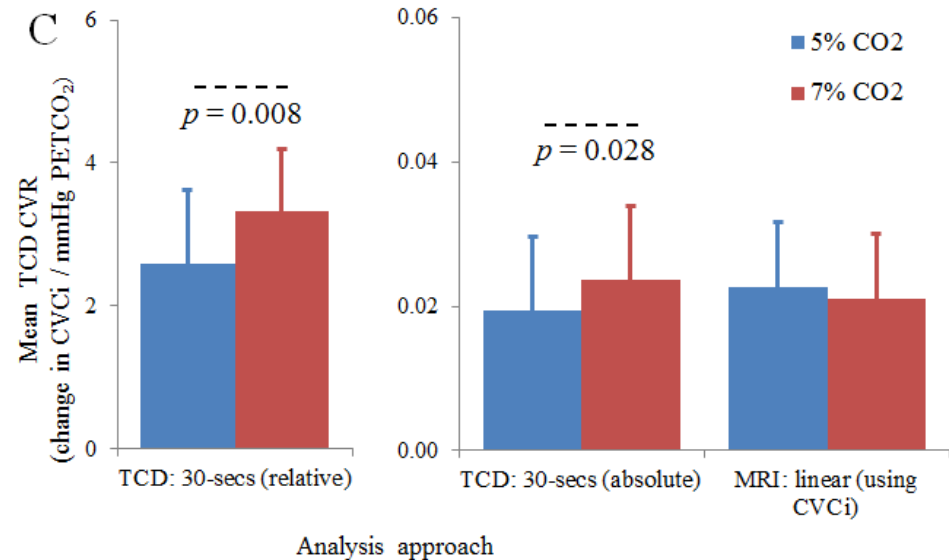 C
Mean TCD CVR
(change in CVCi / mmHg PETCO₂)
6
4
2
0
p = 0.008
TCD: 30-secs (relative)
0.06
0.04
0.02
0.00
p = 0.028
5% CO2
7% CO2
TCD: 30-secs (absolute)
MRI: linear (using
CVCi)
Analysis approach